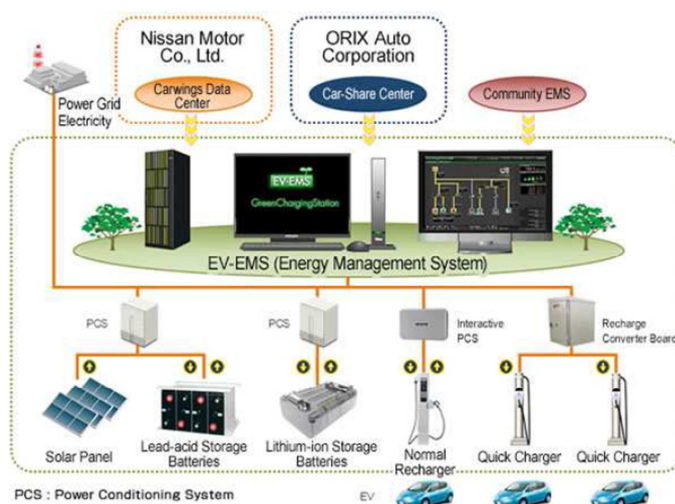 Nissan Motor
Co., Ltd.
ORIX Auto
Corporation
Carwings Data
Center
Car-Share Center
Community EMS
Power Grid
Electricity
EV-EMS
GreenChargingStation
EV-EMS (Energy Management System)
PCS
PCS
Interactive
PCS
Recharge
Converter Board
Solar Panel
Lead-acid Storage
Batteries
Lithium-ion Storage
Batteries
Normal
Recharger
Quick Charger
Quick Charger
PCS : Power Conditioning System
EV